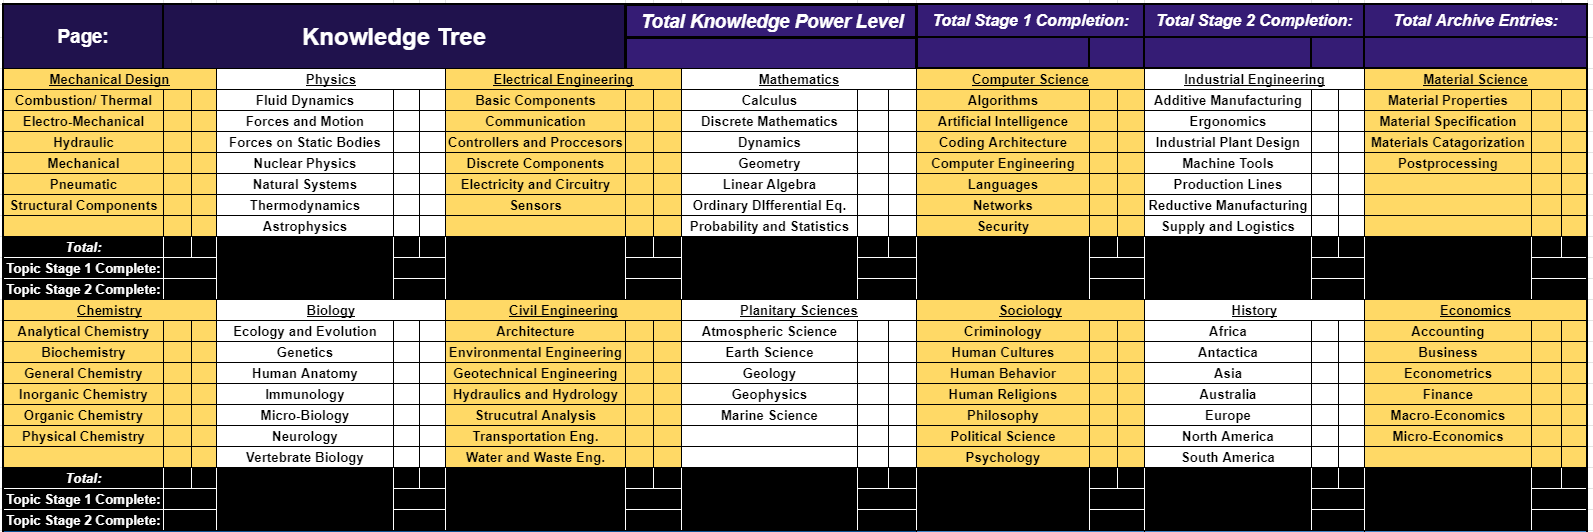 Page: Knowledge Tree Total Knowledge Power Level Total Stage 1 Completion: Total Stage 2 Completion: Total Archive Entries:
Mechanical Design Physics Electrical Engineering Mathematics Computer Science Industrial Engineering Material Science
Combustion/ Thermal Fluid Dynamics Basic Components Calculus Algorithms Additive Manufacturing Material Properties
Electro-Mechanical Forces and Motion Communication Discrete Mathematics Artificial Intelligence Ergonomics Material Specification
Hydraulic Forces on Static Bodies Controllers and Proccesors Dynamics Coding Architecture Industrial Plant Design Materials Catagorization
Mechanical Nuclear Physics Discrete Components Geometry Computer Engineering Machine Tools Postprocessing
Pneumatic Natural Systems Electricity and Circuitry Linear Algebra Languages Production Lines
Structural Components Thermodynamics Sensors Ordinary DIfferential Eq. Networks Reductive Manufacturing
Astrophysics Probability and Statistics Security Supply and Logistics
Total:
Topic Stage 1 Complete:
Topic Stage 2 Complete:
Chemistry Biology Civil Engineering Planitary Sciences Sociology History Economics
Analytical Chemistry Ecology and Evolution Architecture Atmospheric Science Criminology Africa Accounting
Biochemistry Genetics Environmental Engineering Earth Science Human Cultures Antactica Business
General Chemistry Human Anatomy Geotechnical Engineering Geology Human Behavior Asia Econometrics
Inorganic Chemistry Immunology Hydraulics and Hydrology Geophysics Human Religions Australia Finance
Organic Chemistry Micro-Biology Strucutral Analysis Marine Science Philosophy Europe Macro-Economics
Physical Chemistry Neurology Transportation Eng. Political Science North America Micro-Economics
Vertebrate Biology Water and Waste Eng. Psychology South America
Total:
Topic Stage 1 Complete:
Topic Stage 2 Complete: